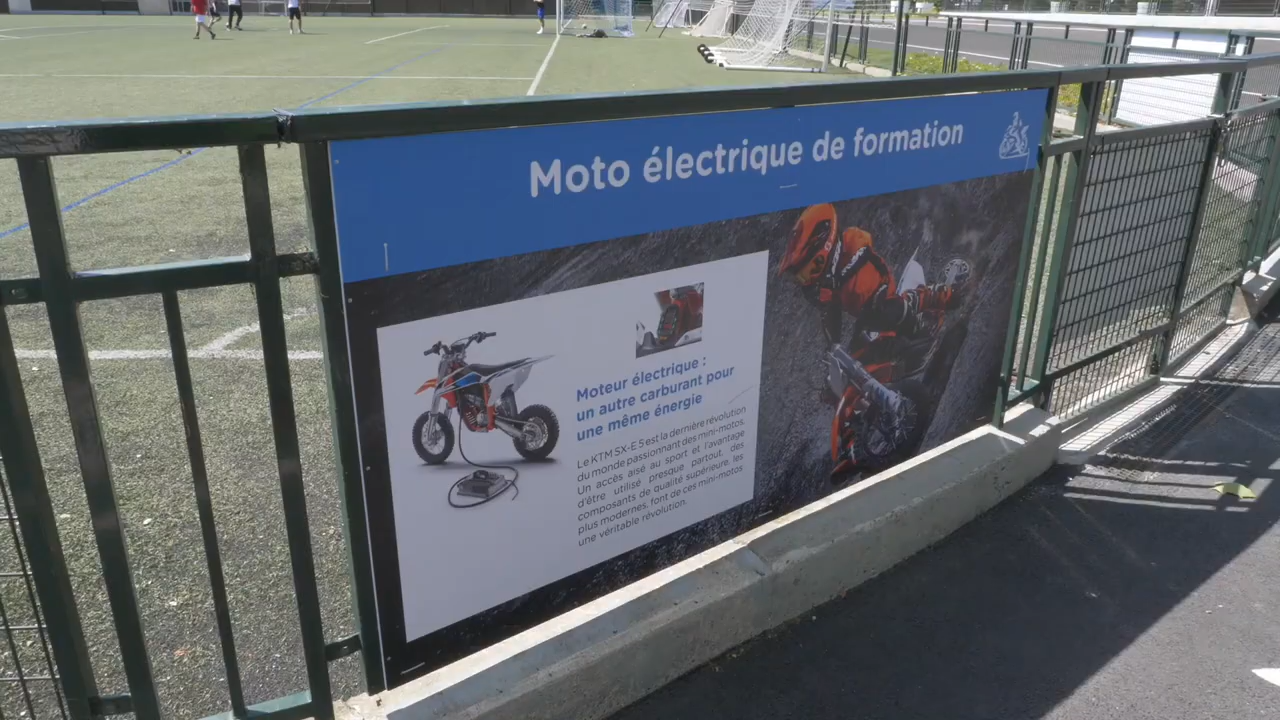 Moto électrique de formation
Moteur électrique :
un autre carburant pour
une même énergie
Le KTM SX-E 5 est la dernière révolution
du monde passionnant des mini-motos.
Un accès aisé au sport et l'avantage
d'être utilisé presque partout, des
composants de qualité supérieure, les
plus modernes, font de ces mini-motos
une véritable révolution.